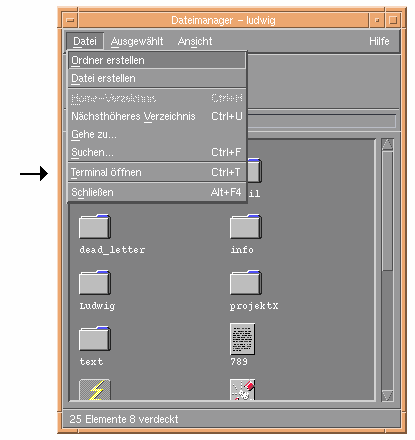 Dateimanager - ludwig
Datei Ausgewählt Ansicht Hilfe
Ordner erstellen
Datei erstellen
Home-Verzeichnis Ctrl+H
Nächsthöheres Verzeichnis Ctrl+U
Gehe zu...
Suchen... Ctrl+F
Terminal öffnen Ctrl+T
Schließen Alt+F4
il
dead_letter info
Ludwig projektX
text 789
25 Elemente 8 verdeckt